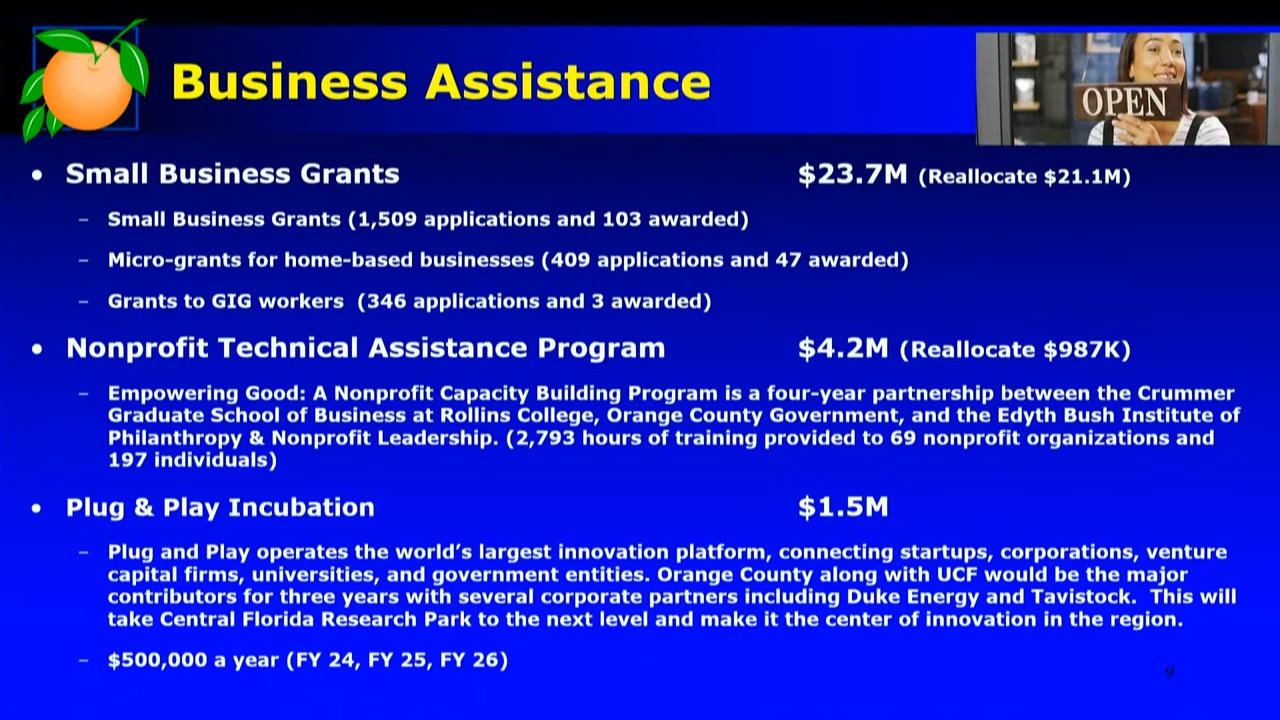 Business Assistance
OPEN
• Small Business Grants $23.7M (Reallocate $21.1M)
– Small Business Grants (1,509 applications and 103 awarded)
– Micro-grants for home-based businesses (409 applications and 47 awarded)
– Grants to GIG workers (346 applications and 3 awarded)
• Nonprofit Technical Assistance Program $4.2M (Reallocate $987K)
– Empowering Good: A Nonprofit Capacity Building Program is a four-year partnership between the Crummer
Graduate School of Business at Rollins College, Orange County Government, and the Edyth Bush Institute of
Philanthropy & Nonprofit Leadership. (2,793 hours of training provided to 69 nonprofit organizations and
197 individuals)
• Plug & Play Incubation $1.5M
– Plug and Play operates the world’s largest innovation platform, connecting startups, corporations, venture
capital firms, universities, and government entities. Orange County along with UCF would be the major
contributors for three years with several corporate partners including Duke Energy and Tavistock. This will
take Central Florida Research Park to the next level and make it the center of innovation in the region.
– $500,000 a year (FY 24, FY 25, FY 26)
9